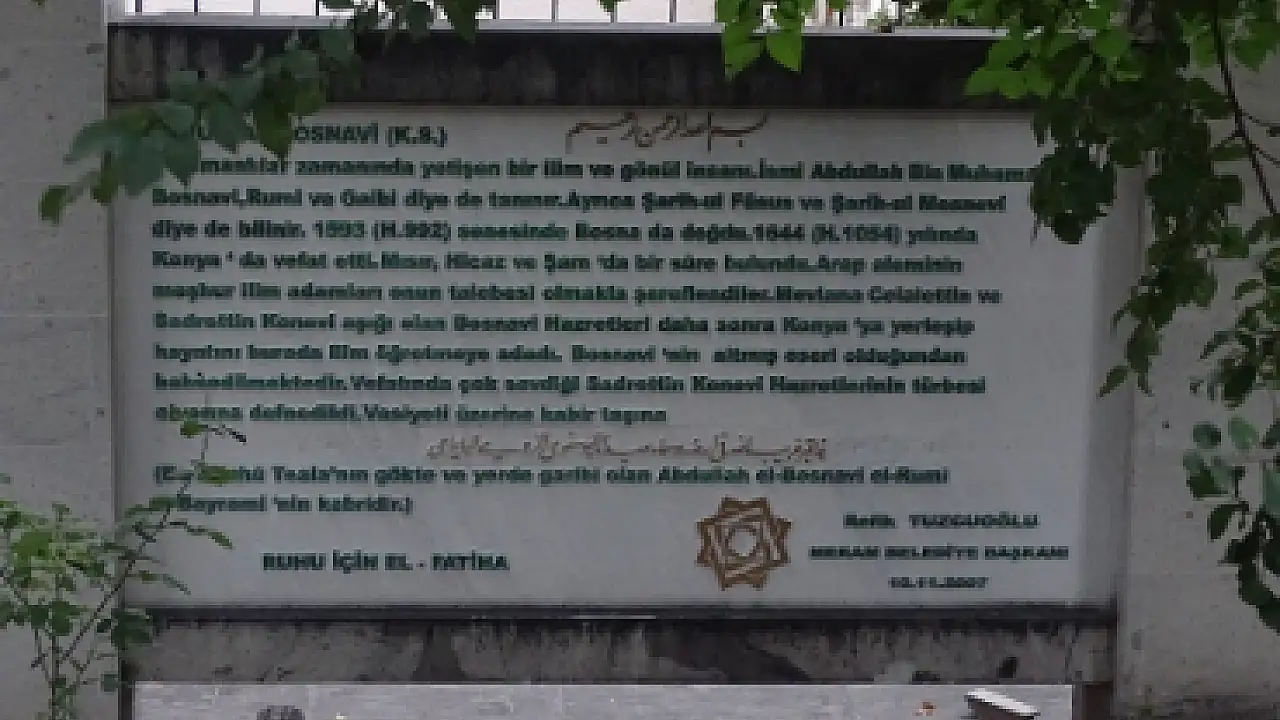 بسم الله الرحمن الرحيم
BOSNAVİ (K.S.)
zamanında yetişen bir ilim ve gönül insanı.İsmi Abdullah Bin
Bosnavi,Rumi ve Gaibi diye de tanınır.Ayrıca Şarih-ul Füsus ve Şarih-ul Mesnevi
diye de bilinir. 1593 (H.992) senesinde Bosna da doğdu.1644 (H.1054) yılında
Konya ' da vefat etti.Mısır, Hicaz ve Şam 'da bir süre bulundu.Arap aleminin
meşhur ilim adamları onun talebesi olmakla şereflendiler.Mevlana Celalettin ve
Sadrettin Konevi aşığı olan Bosnavi Hazretleri daha sonra Konya 'ya yerleşip
hayatını burada ilim öğretmeye adadı. Bosnavi 'nin altmış eseri olduğundan
bahsedilmektedir.Vefatında çok sevdiği Sadrettin Konevi Hazretlerinin türbesi
defnedildi.Vasiyeti üzerine kabir taşına
Teala'nın gökte ve yerde garibi olan Abdullah el-Bosnavi el-Rumi
Bayrami 'nin kabridir.)
RUHU İÇİN EL - FATİHA
Refik TUZCUOĞLU
MERAM BELEDİYE BAŞKANI
10.11.2007